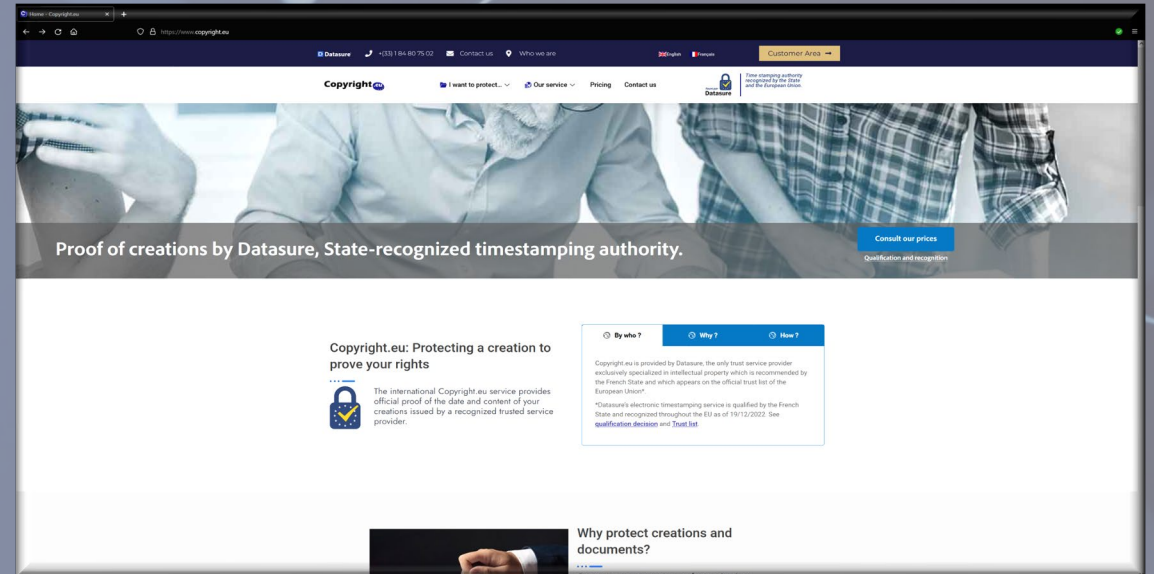 Home - Copyright.eu
https://www.copyright.eu
Datasure +(33) 1 84 80 75 02 Contact us Who we are English Français Customer Area →
Copyright.eu I want to protect... Our service Pricing Contact us
Datasure
Time stamping authority
recognized by the State
and the European Union.
Proof of creations by Datasure, State-recognized timestamping authority.
Consult our prices
Qualification and recognition
Copyright.eu: Protecting a creation to
prove your rights
The international Copyright.eu service provides
official proof of the date and content of your
creations issued by a recognized trusted service
provider.
By who ? Why ? How ?
Copyright.eu is provided by Datasure, the only trust service provider
exclusively specialized in intellectual property which is recommended by
the French State and which appears on the official trust list of the
European Union*.
*Datasure's electronic timestamping service is qualified by the French
State and recognized throughout the EU as of 19/12/2022. See
qualification decision and Trust list.
Why protect creations and
documents?